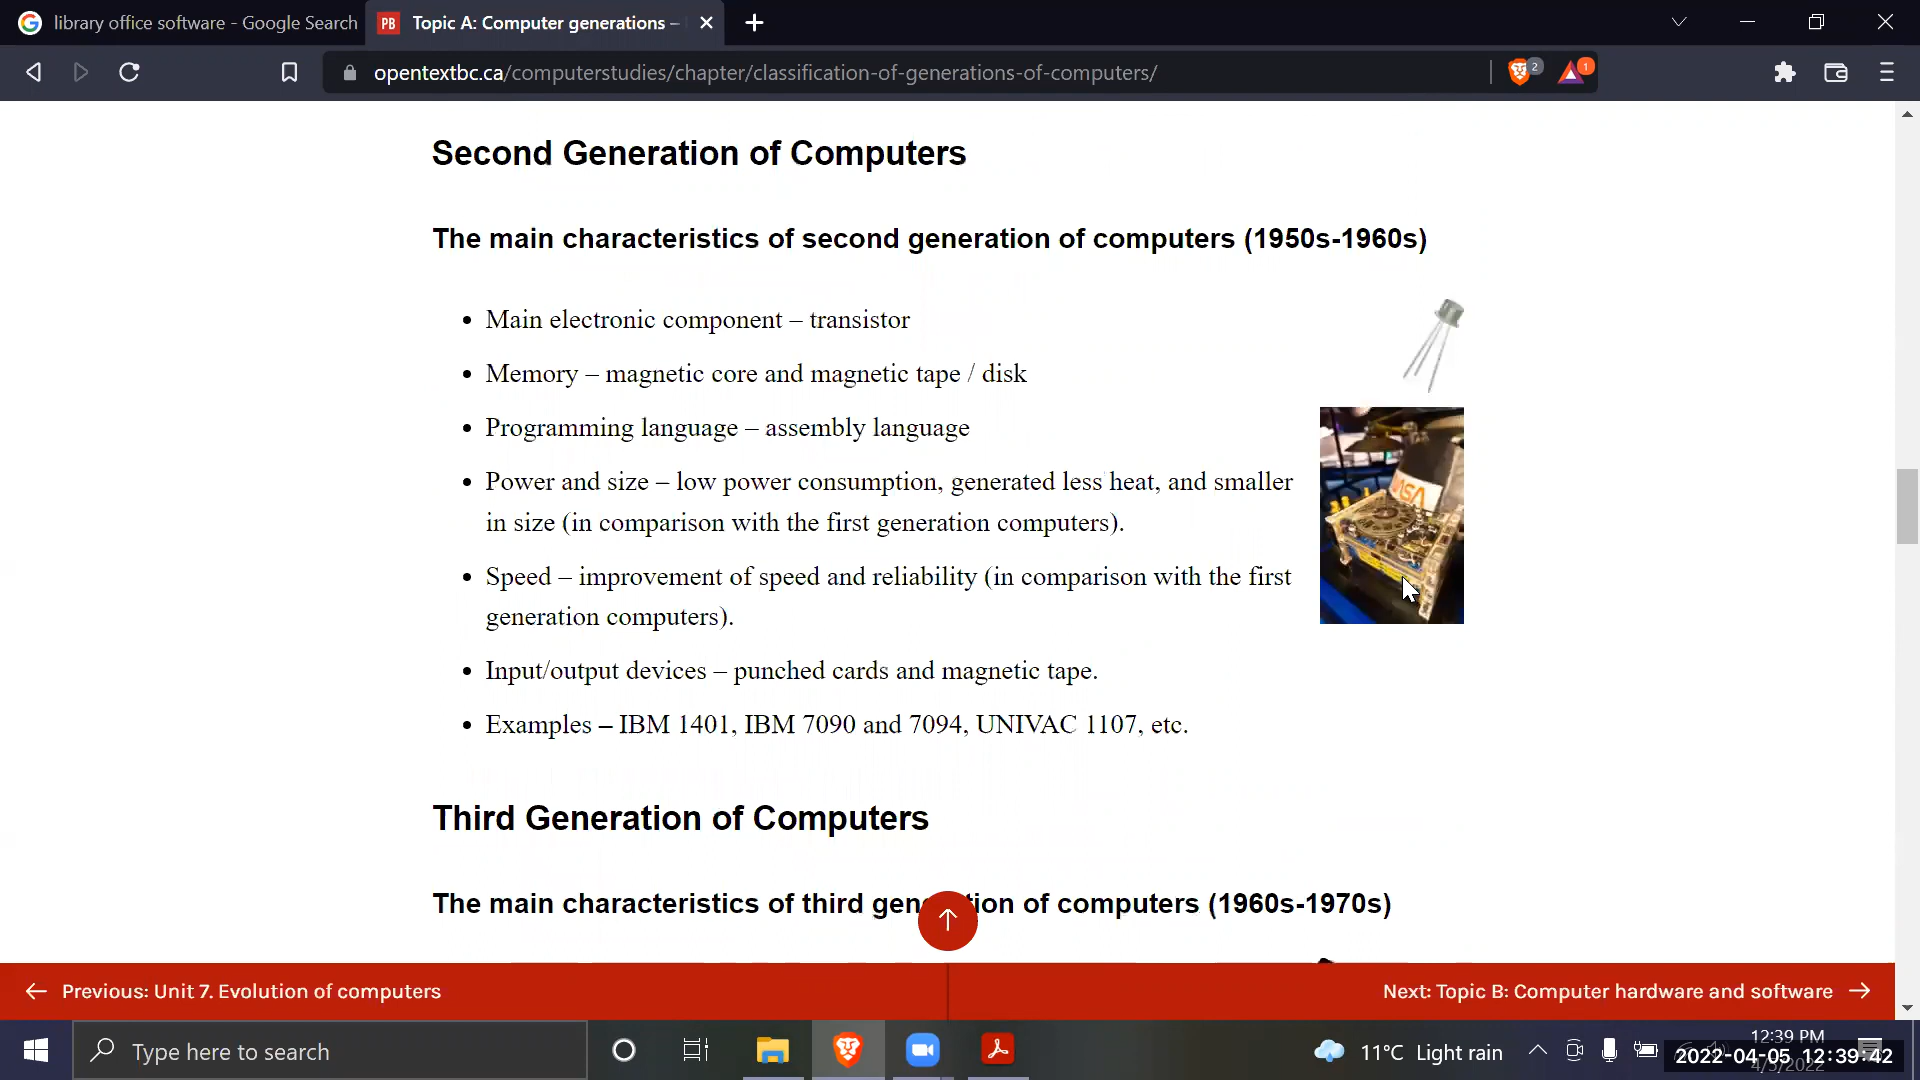 library office software - Google Search
PB Topic A: Computer generations –
opentextbc.ca/computerstudies/chapter/classification-of-generations-of-computers/
2
1
Second Generation of Computers
The main characteristics of second generation of computers (1950s-1960s)
Main electronic component – transistor
Memory – magnetic core and magnetic tape / disk
Programming language – assembly language
Power and size – low power consumption, generated less heat, and smaller
in size (in comparison with the first generation computers).
Speed – improvement of speed and reliability (in comparison with the first
generation computers).
Input/output devices – punched cards and magnetic tape.
Examples – IBM 1401, IBM 7090 and 7094, UNIVAC 1107, etc.
Third Generation of Computers
The main characteristics of third gen ion of computers (1960s-1970s)
← Previous: Unit 7. Evolution of computers
Next: Topic B: Computer hardware and software →
Type here to search
11°C Light rain
12:39 PM
2022-04-05 12:39:42